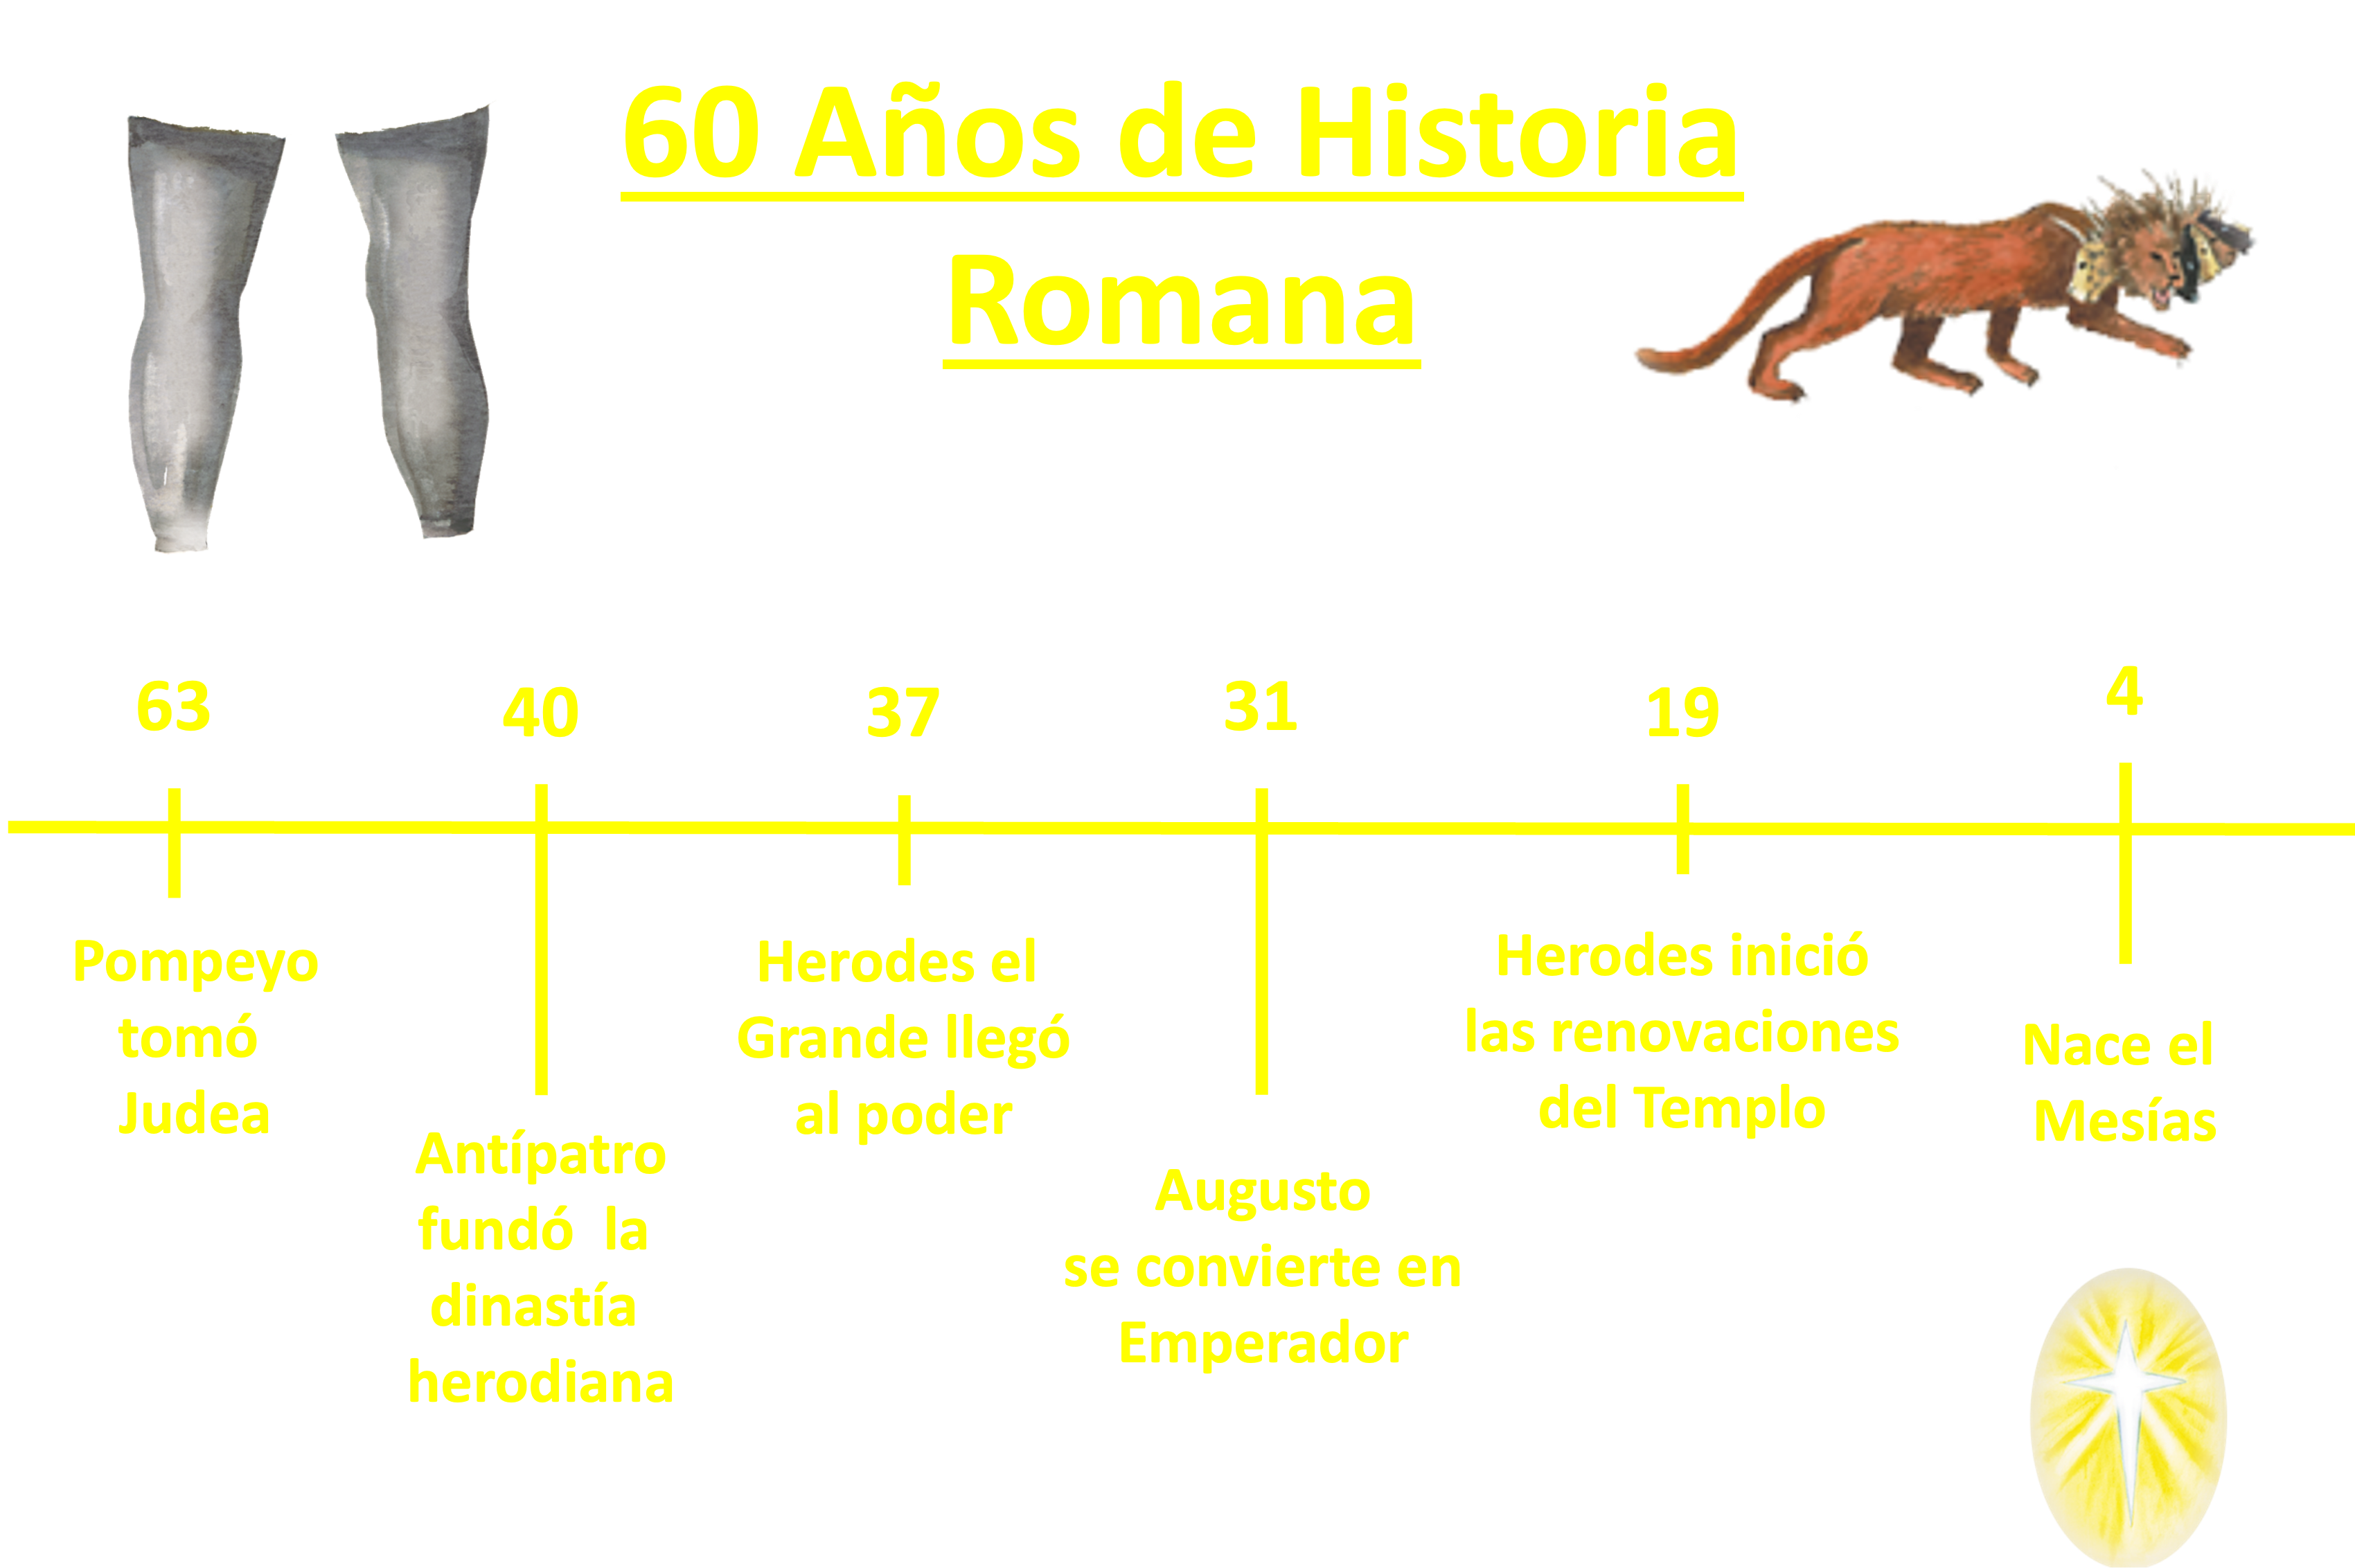 60 Años de Historia
Romana
63
40
37
31
19
4
Pompeyo
tomó
Judea
Antípatro
fundó la
dinastía
herodiana
Herodes el
Grande llegó
al poder
Augusto
se convierte en
Emperador
Herodes inició
las renovaciones
del Templo
Nace el
Mesías